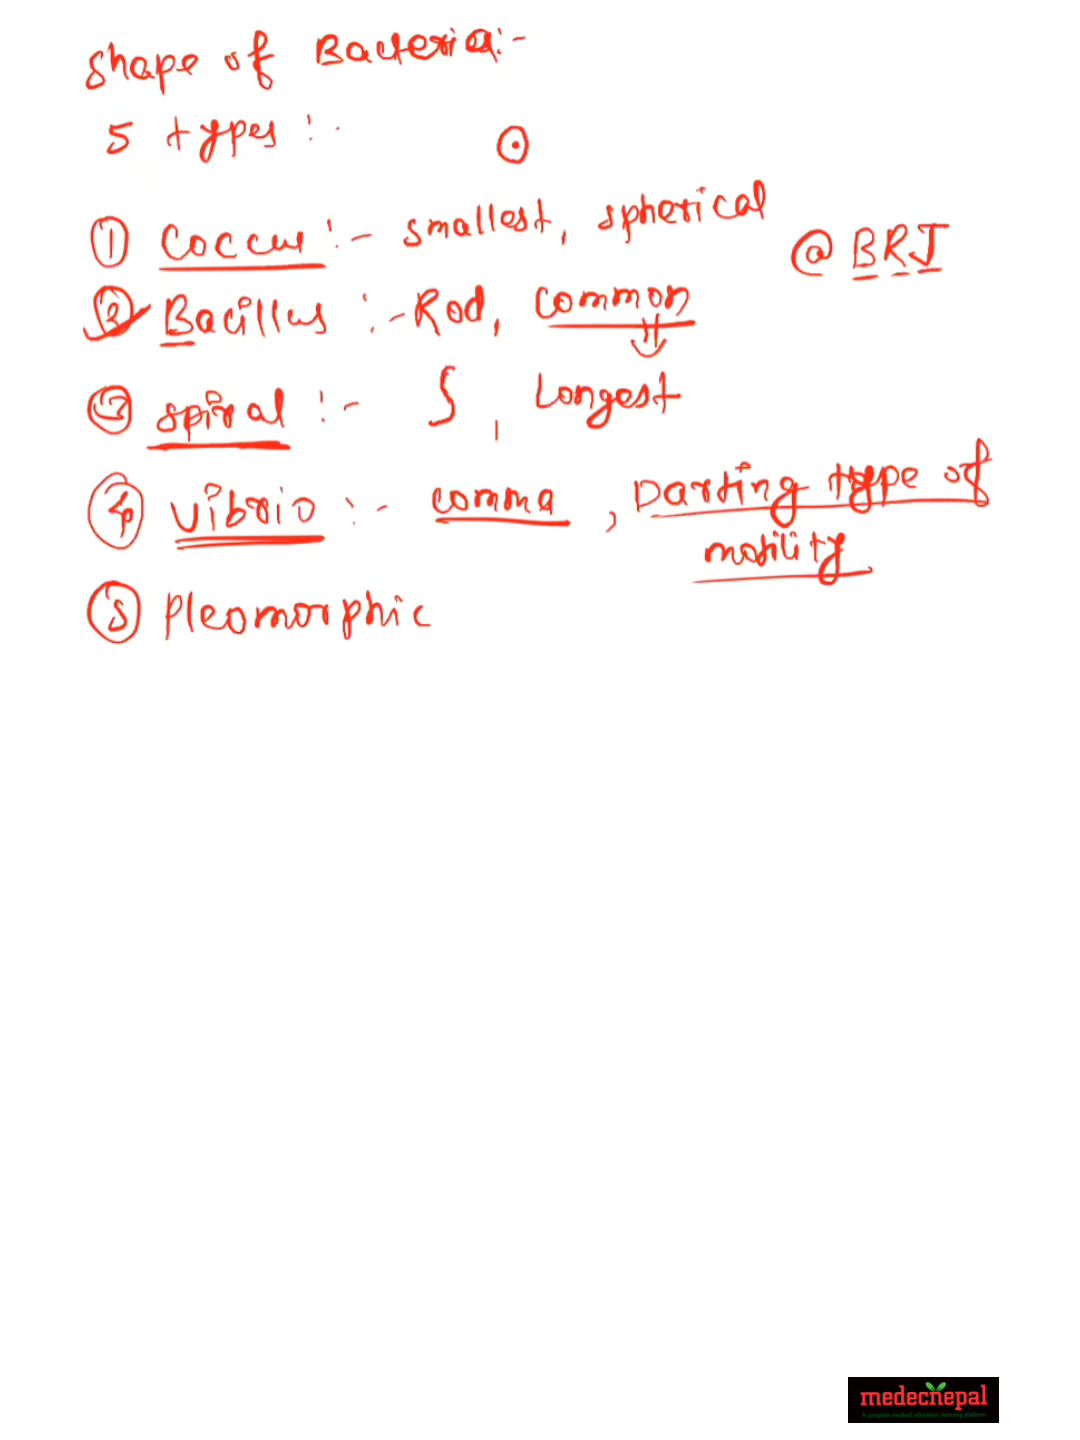 Shape of Bacteria:-
5 types :-
① Coccus :- smallest, spherical
@ BRJ
② Bacillus :- Rod, common
③ spiral :- , Longest
④ Vibrio :- comma, Darting type of
motility
⑤ Pleomorphic
medecnepal